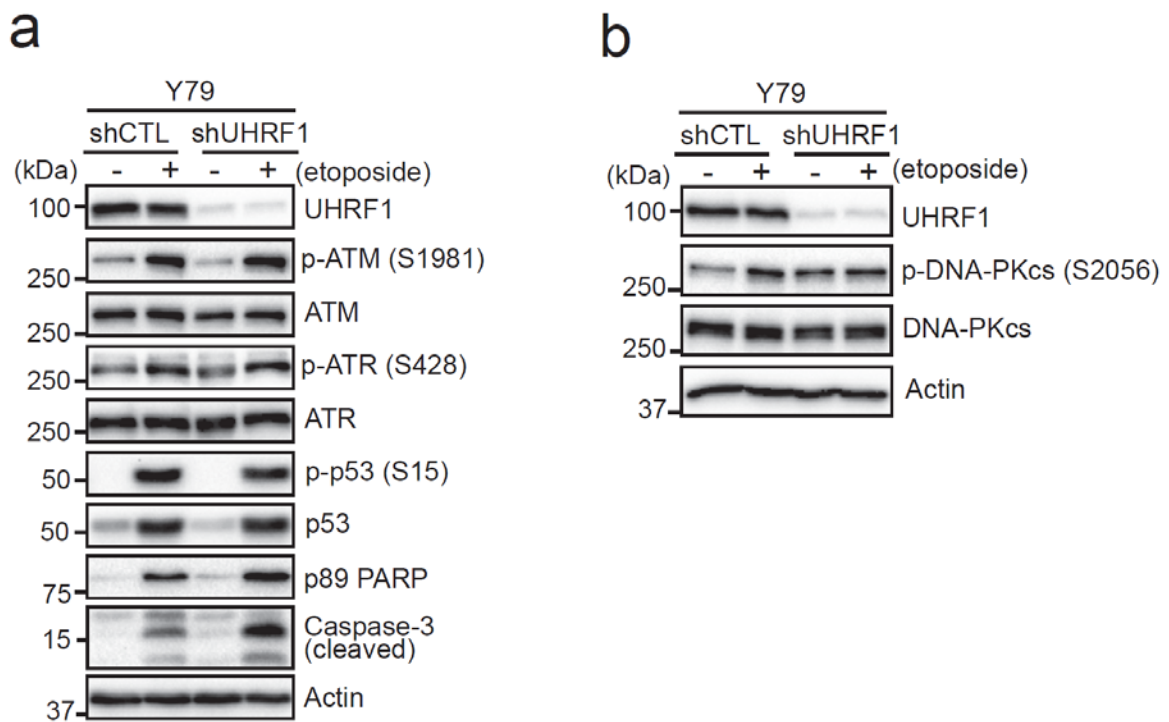 a
Y79
shCTL shUHRF1
(kDa) - + - + (etoposide)
100 UHRF1
p-ATM (S1981)
250
ATM
250
p-ATR (S428)
250
ATR
250
p-p53 (S15)
50
p53
50
p89 PARP
75
Caspase-3
15
(cleaved)
Actin
37
b
Y79
shCTL shUHRF1
(kDa) - + - + (etoposide)
100 UHRF1
p-DNA-PKcs (S2056)
250
DNA-PKcs
250
Actin
37